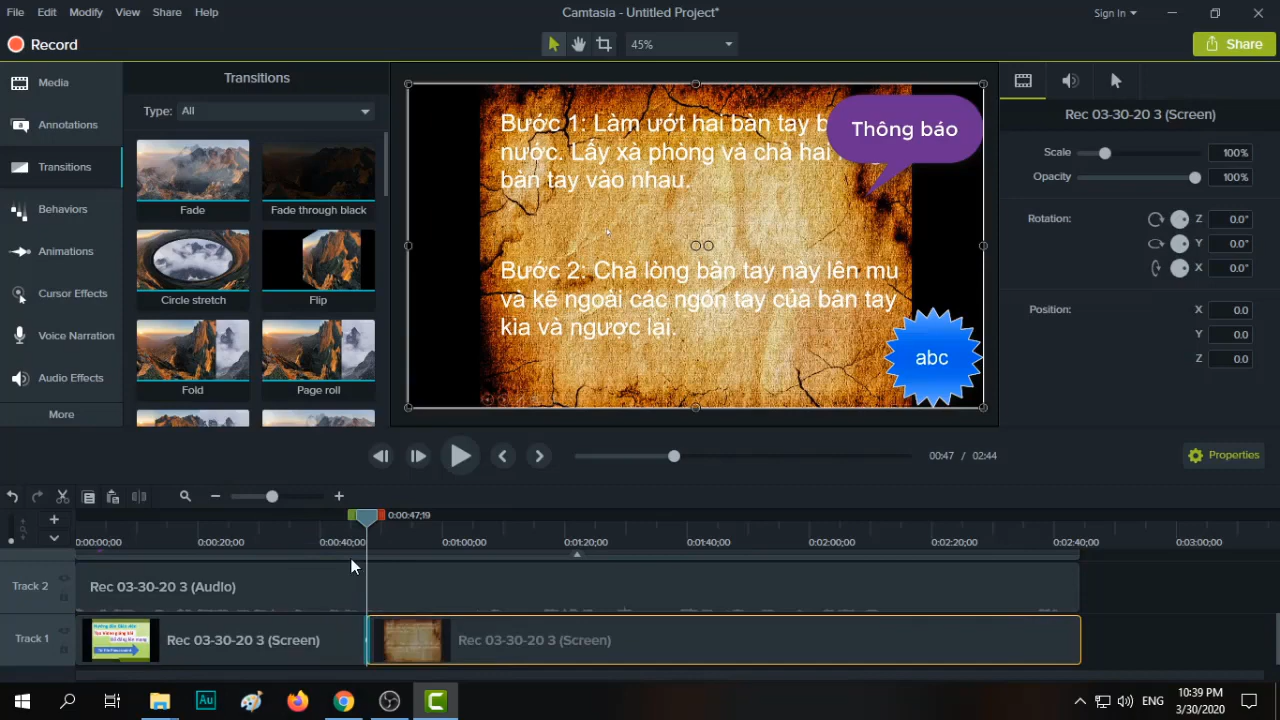 File Edit Modify View Share Help
Camtasia - Untitled Project*
Sign In
Record
45%
Share
Media
Annotations
Transitions
Behaviors
Animations
Cursor Effects
Voice Narration
Audio Effects
More
Transitions
Type: All
Fade
Fade through black
Circle stretch
Flip
Fold
Page roll
Bước 1: Làm ướt hai bàn tay b
nước. Lấy xà phòng và chà hai
bàn tay vào nhau.
Thông báo
Bước 2: Chà lòng bàn tay này lên mu
và kẽ ngoài các ngón tay của bàn tay
kia và ngược lại.
abc
Rec 03-30-20 3 (Screen)
Scale 100%
Opacity 100%
Rotation: Z 0.0°
Y 0.0°
X 0.0°
Position: X 0.0
Y 0.0
Z 0.0
00:47 / 02:44
Properties
0:00:47;19
0:00:00;00 0:00:20;00 0:00:40;00 0:01:00;00 0:01:20;00 0:01:40;00 0:02:00;00 0:02:20;00 0:02:40;00 0:03:00;00
Track 2
Rec 03-30-20 3 (Audio)
Track 1
Rec 03-30-20 3 (Screen)
Rec 03-30-20 3 (Screen)
Au
ENG
10:39 PM
3/30/2020